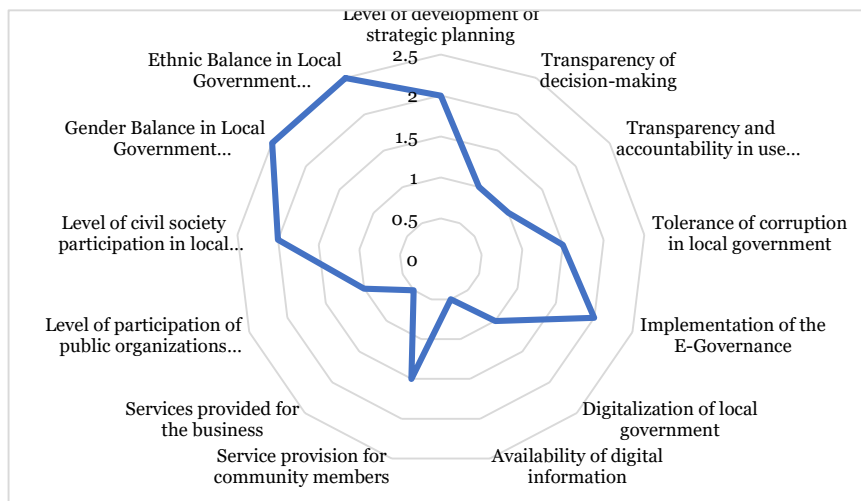 Level of development of
strategic planning
Transparency of
decision-making
Transparency and
accountability in use...
Tolerance of corruption
in local government
Implementation of the
E-Governance
Digitalization of local
government
Availability of digital
information
Service provision for
community members
Services provided for
the business
Level of participation of
public organizations...
Level of civil society
participation in local...
Gender Balance in Local
Government...
Ethnic Balance in Local
Government...
2.5
2
1.5
1
0.5
0